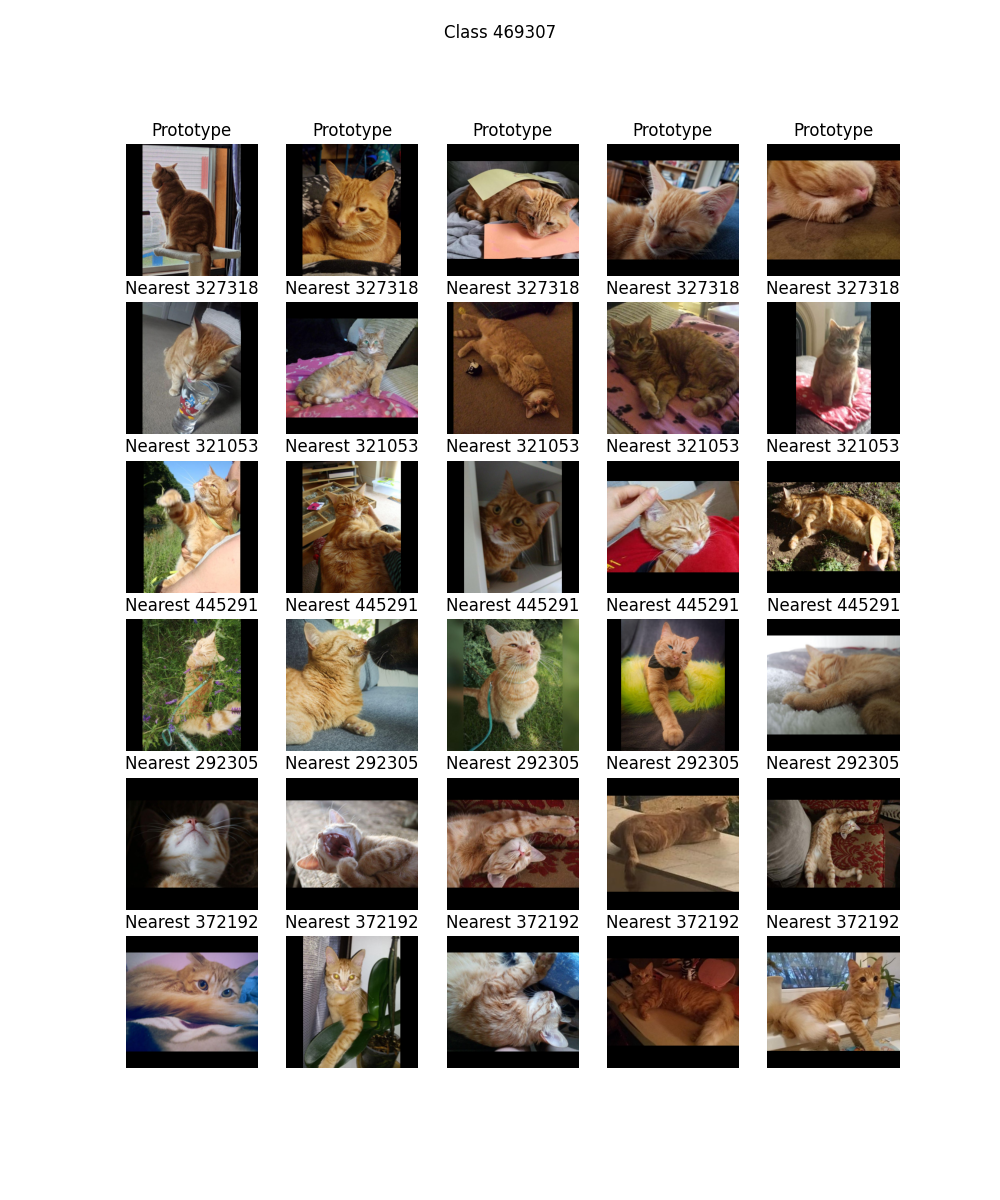 Class 469307
Prototype Prototype Prototype Prototype Prototype
Nearest 327318 Nearest 327318 Nearest 327318 Nearest 327318 Nearest 327318
Nearest 321053 Nearest 321053 Nearest 321053 Nearest 321053 Nearest 321053
Nearest 445291 Nearest 445291 Nearest 445291 Nearest 445291 Nearest 445291
Nearest 292305 Nearest 292305 Nearest 292305 Nearest 292305 Nearest 292305
Nearest 372192 Nearest 372192 Nearest 372192 Nearest 372192 Nearest 372192